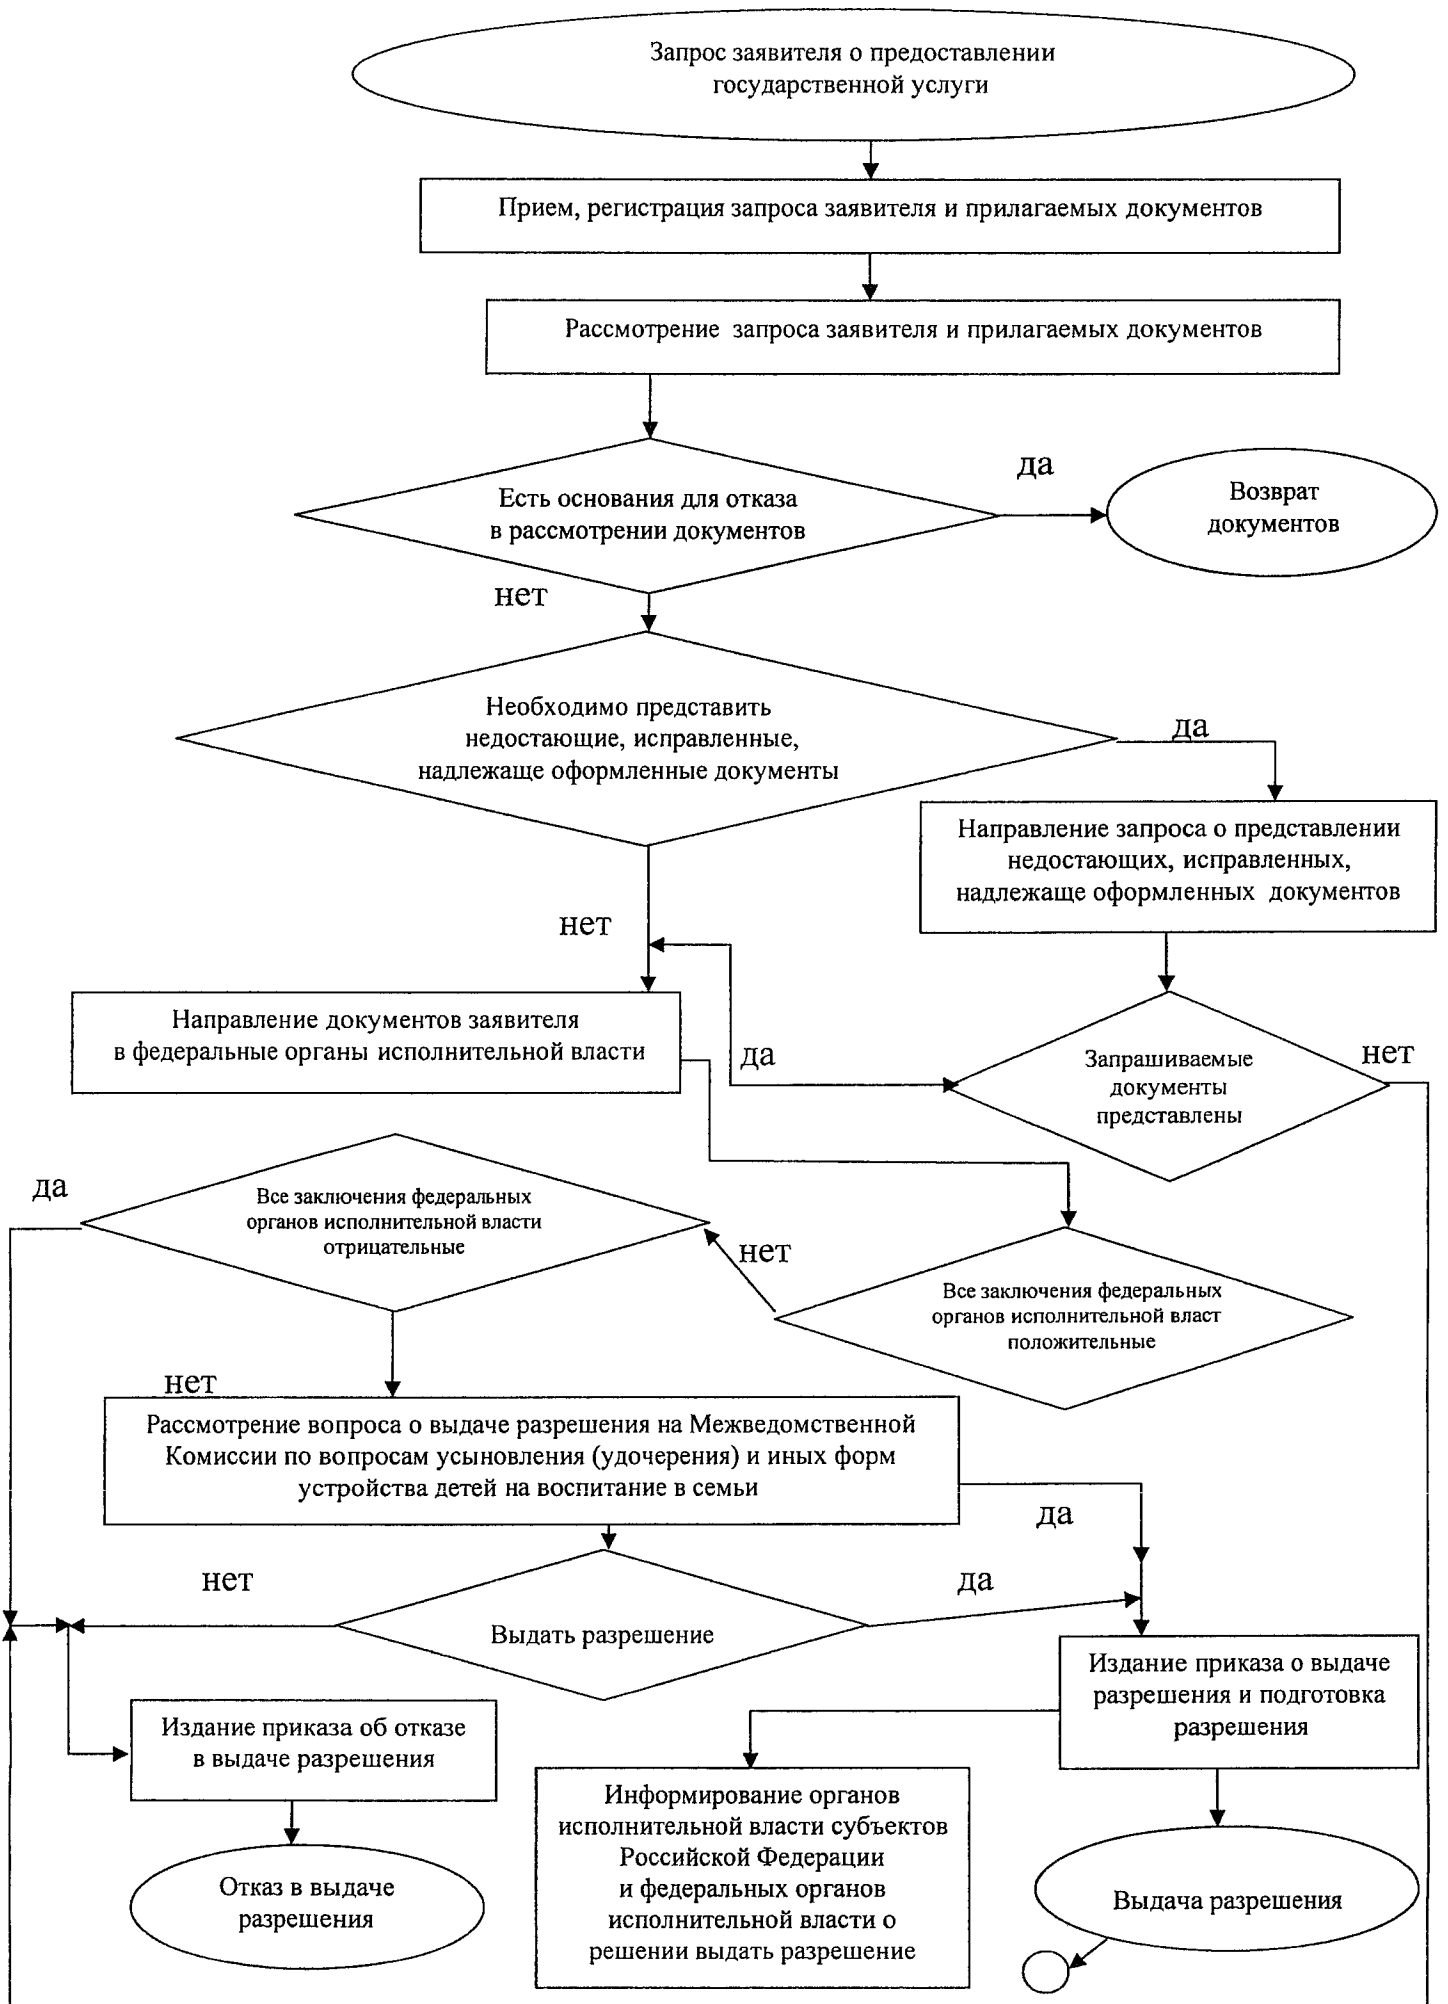 Запрос заявителя о предоставлении
государственной услуги
Прием, регистрация запроса заявителя и прилагаемых документов
Рассмотрение запроса заявителя и прилагаемых документов
Есть основания для отказа
в рассмотрении документов
да
Возврат
документов
нет
Необходимо представить
недостающие, исправленные,
надлежаще оформленные документы
да
Направление запроса о представлении
недостающих, исправленных,
надлежаще оформленных документов
нет
Направление документов заявителя
в федеральные органы исполнительной власти
да
Запрашиваемые
документы
представлены
нет
да
Все заключения федеральных
органов исполнительной власти
отрицательные
нет
Все заключения федеральных
органов исполнительной власт
положительные
нет
Рассмотрение вопроса о выдаче разрешения на Межведомственной
Комиссии по вопросам усыновления (удочерения) и иных форм
устройства детей на воспитание в семьи
да
нет
Выдать разрешение
да
Издание приказа о выдаче
разрешения и подготовка
разрешения
Издание приказа об отказе
в выдаче разрешения
Информирование органов
исполнительной власти субъектов
Российской Федерации
и федеральных органов
исполнительной власти о
решении выдать разрешение
Отказ в выдаче
разрешения
Выдача разрешения